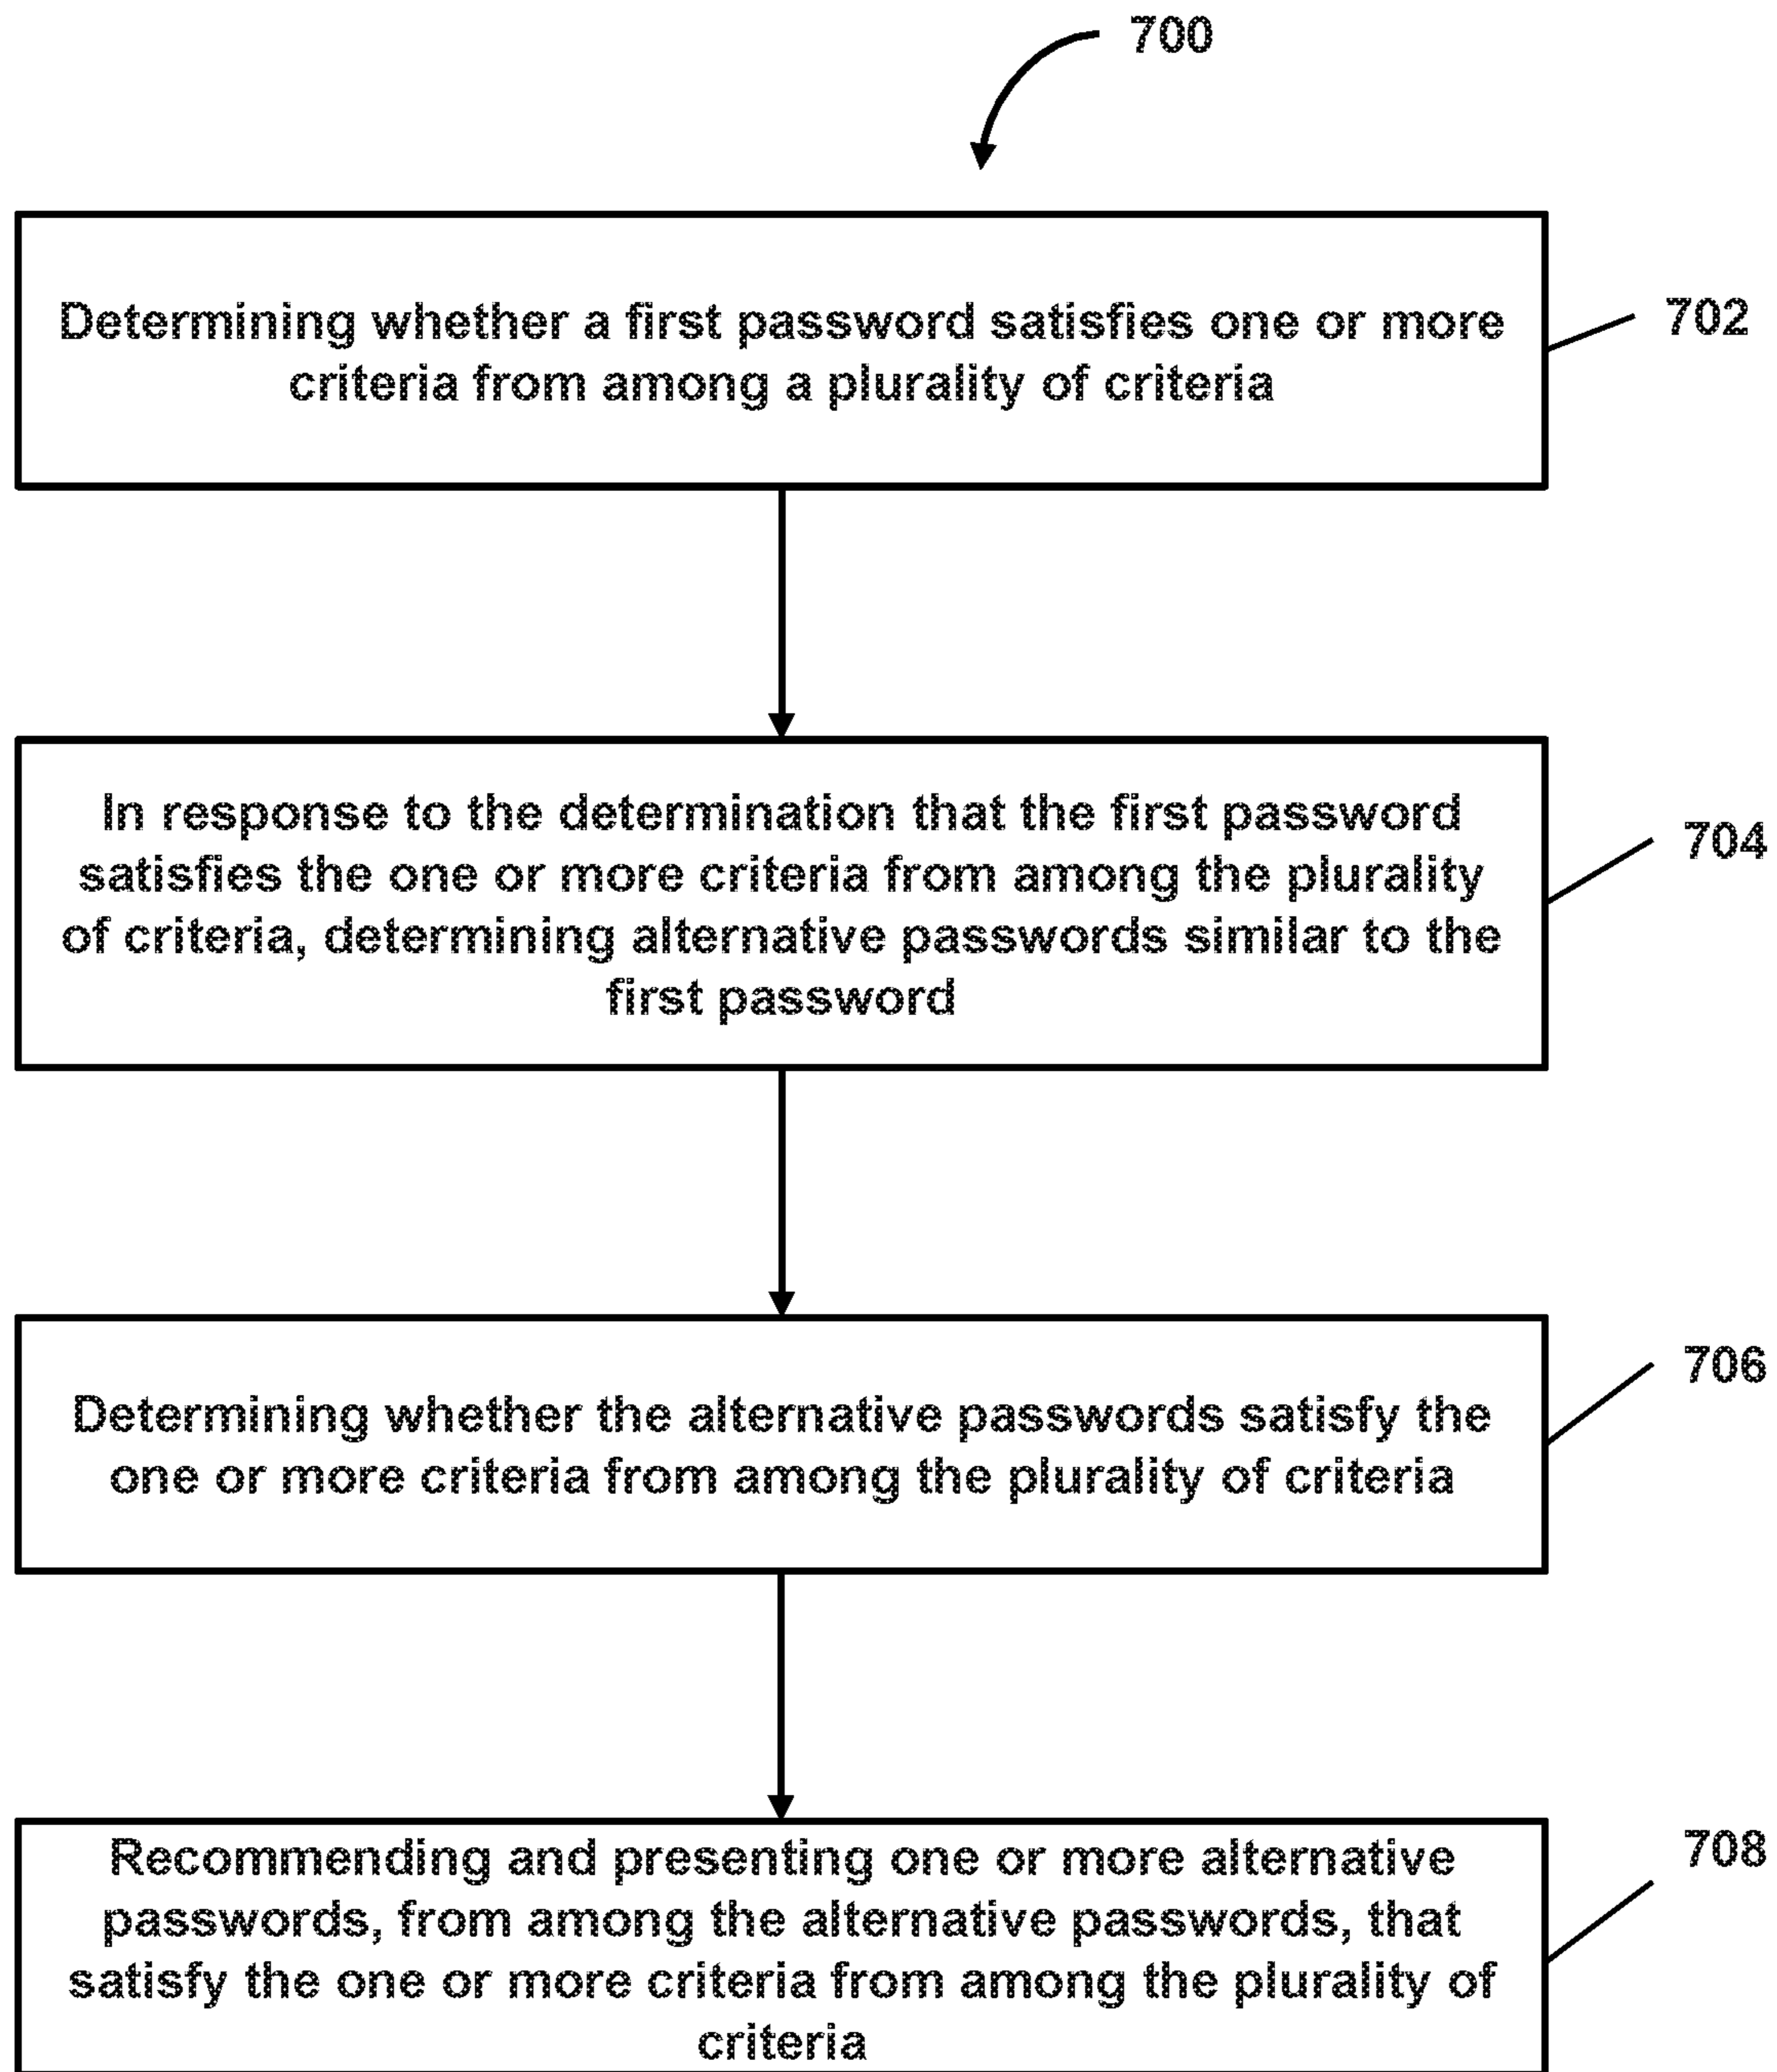 700
Determining whether a first password satisfies one or more
criteria from among a plurality of criteria
702
In response to the determination that the first password
satisfies the one or more criteria from among the plurality
of criteria, determining alternative passwords similar to the
first password
704
Determining whether the alternative passwords satisfy the
one or more criteria from among the plurality of criteria
706
Recommending and presenting one or more alternative
passwords, from among the alternative passwords, that
satisfy the one or more criteria from among the plurality of
criteria
708